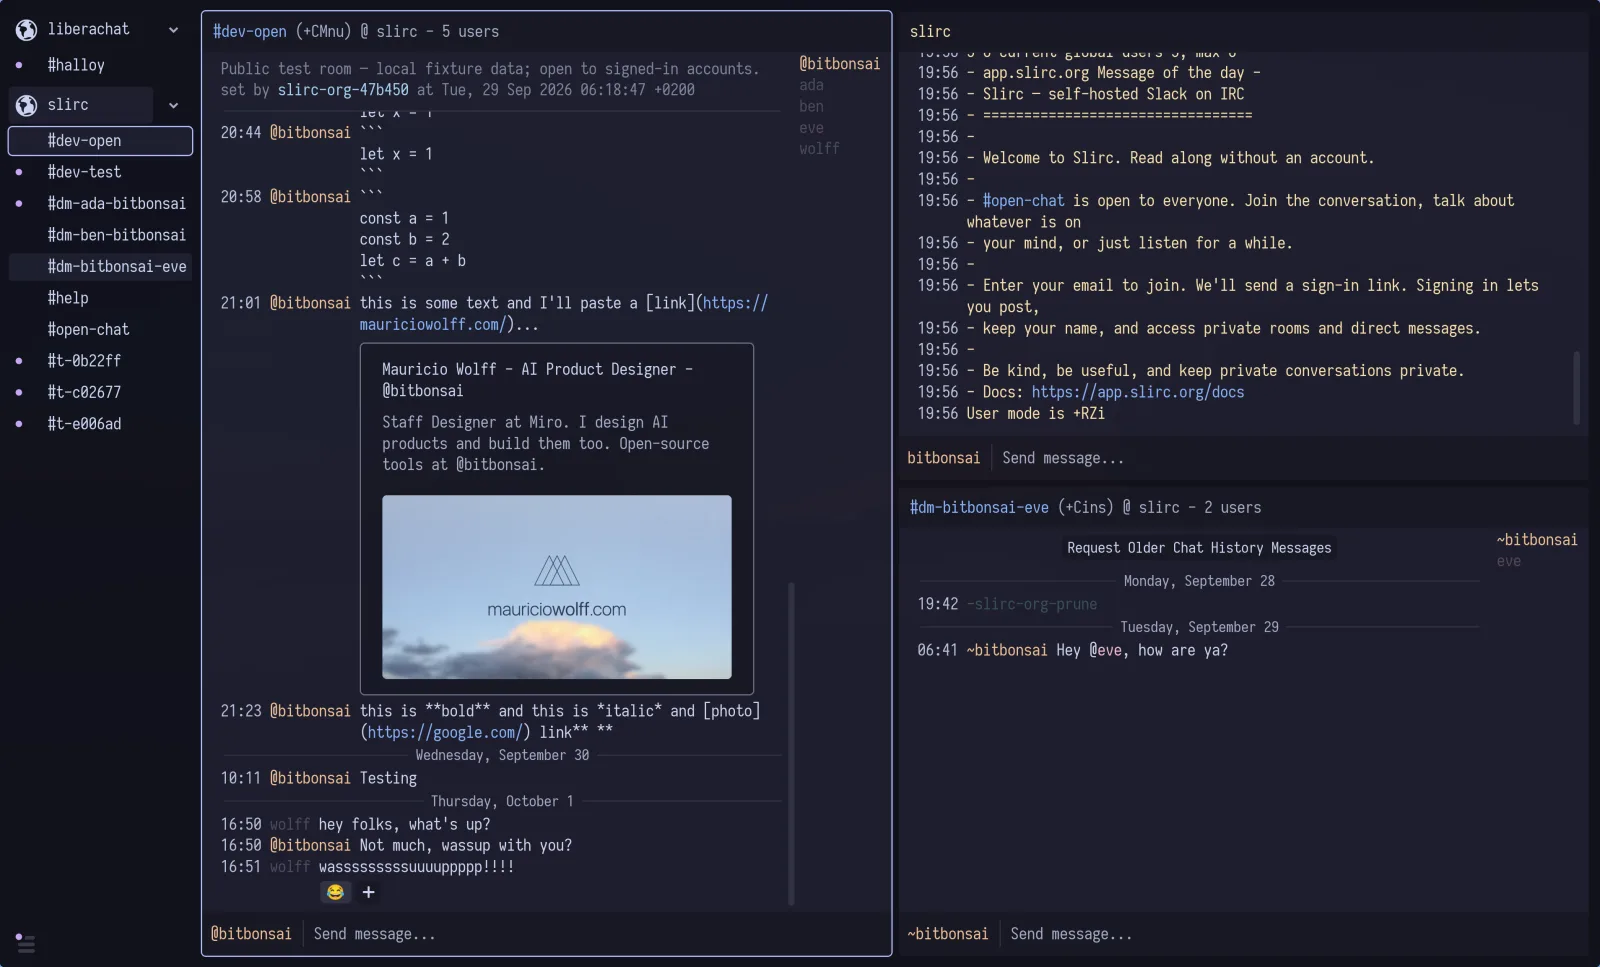 liberachat
#halloy
slirc
#dev-open
#dev-test
#dm-ada-bitbonsai
#dm-ben-bitbonsai
#dm-bitbonsai-eve
#help
#open-chat
#t-0b22ff
#t-c02677
#t-e006ad
#dev-open (+CMnu) @ slirc – 5 users
Public test room — local fixture data; open to signed-in accounts.
set by slirc-org-47b450 at Tue, 29 Sep 2026 06:18:47 +0200
@bitbonsai
ada
ben
eve
wolff
let x = 1
20:44 @bitbonsai ```
let x = 1
```
20:58 @bitbonsai ```
const a = 1
const b = 2
let c = a + b
```
21:01 @bitbonsai this is some text and I'll paste a [link](https://
mauriciowolff.com/)...
Mauricio Wolff – AI Product Designer –
@bitbonsai
Staff Designer at Miro. I design AI
products and build them too. Open-source
tools at @bitbonsai.
mauriciowolff.com
21:23 @bitbonsai this is **bold** and this is *italic* and [photo]
(https://google.com/) link** **
Wednesday, September 30
10:11 @bitbonsai Testing
Thursday, October 1
16:50 wolff hey folks, what's up?
16:50 @bitbonsai Not much, wassup with you?
16:51 wolff wasssssssssuuuuppppp!!!!
😂 +
@bitbonsai Send message...
slirc
19:56 3 6 current global users 5, max 6
19:56 - app.slirc.org Message of the day -
19:56 - Slirc — self-hosted Slack on IRC
19:56 - =================================
19:56 -
19:56 - Welcome to Slirc. Read along without an account.
19:56 -
19:56 - #open-chat is open to everyone. Join the conversation, talk about
whatever is on
19:56 - your mind, or just listen for a while.
19:56 -
19:56 - Enter your email to join. We'll send a sign-in link. Signing in lets
you post,
19:56 - keep your name, and access private rooms and direct messages.
19:56 -
19:56 - Be kind, be useful, and keep private conversations private.
19:56 - Docs: https://app.slirc.org/docs
19:56 User mode is +RZi
bitbonsai Send message...
#dm-bitbonsai-eve (+Cins) @ slirc – 2 users
~bitbonsai
eve
Request Older Chat History Messages
Monday, September 28
19:42 -slirc-org-prune
Tuesday, September 29
06:41 ~bitbonsai Hey @eve, how are ya?
~bitbonsai Send message...